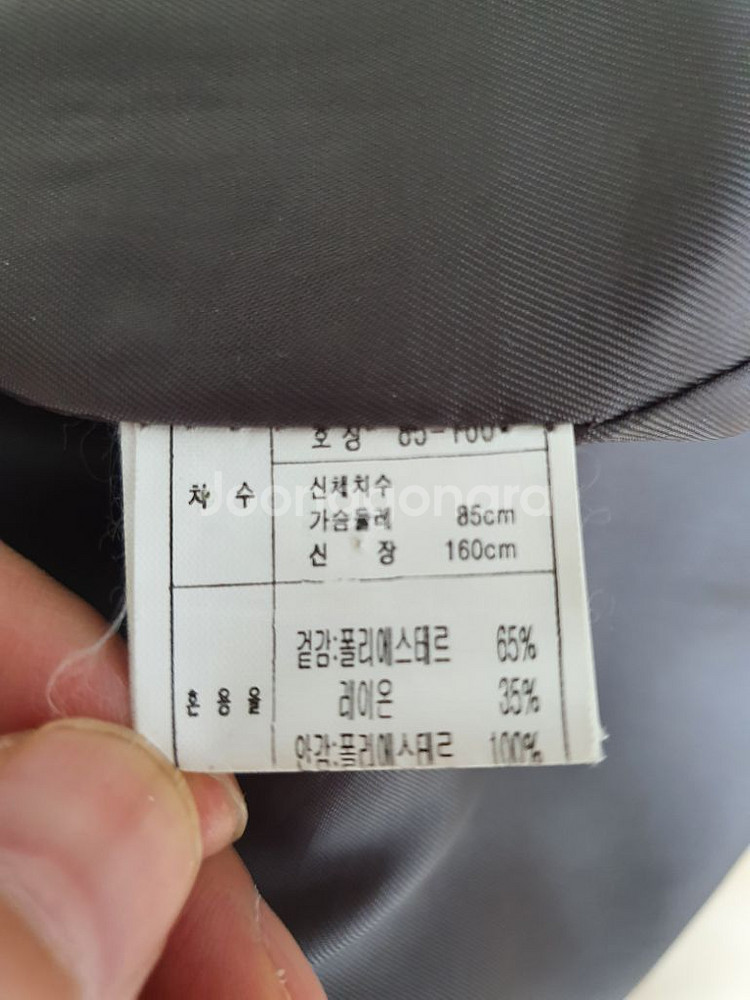 호칭 85-160
Joonggonara
치 수
신체치수
가슴둘레 85cm
신 장 160cm
겉감:폴리에스테르 65%
혼 용 율
레이온 35%
안감:폴리에스테르 100%